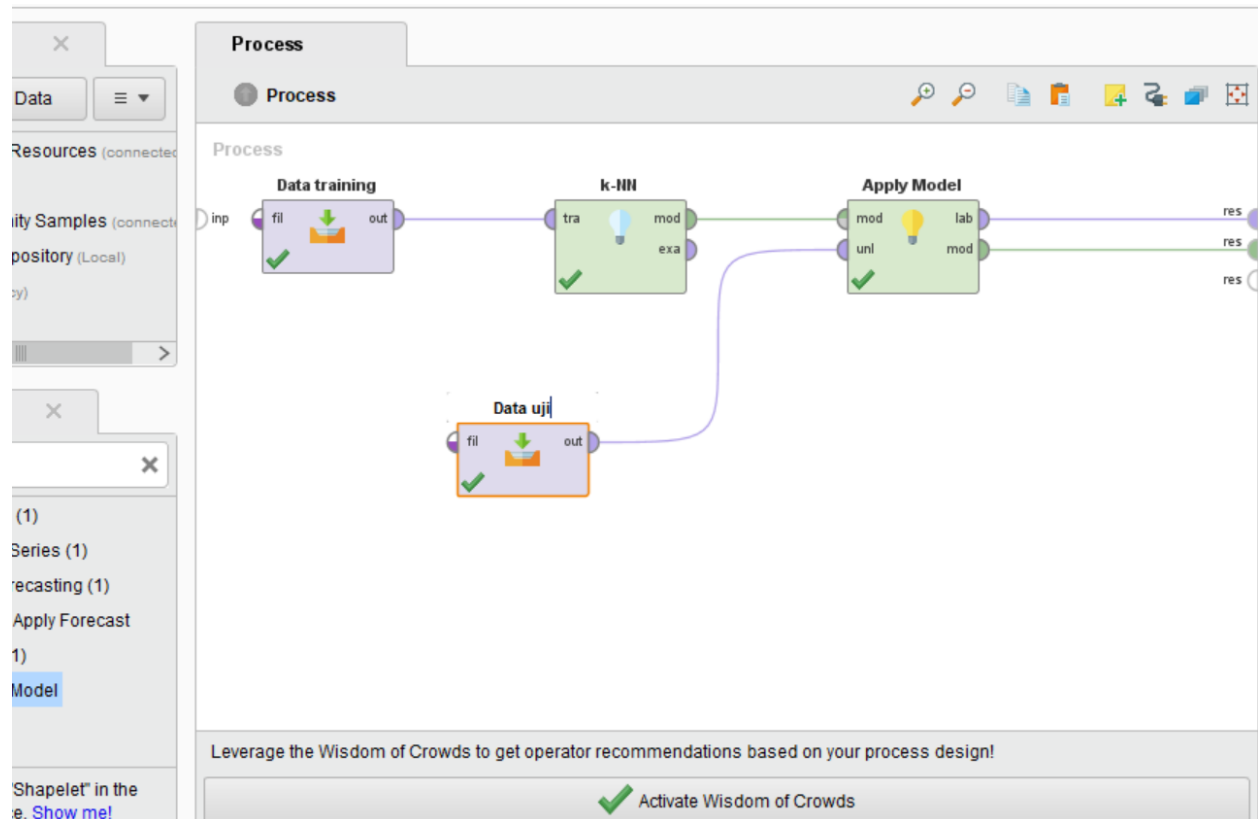 Process
Data
Process
Resources (connected
Process
ity Samples (connecte
pository (Local)
cy)
Data training
inp
fil
out
k-NN
tra
mod
exa
Apply Model
mod
lab
unl
mod
res
res
res
Data uji
fil
out
(1)
Series (1)
recasting (1)
Apply Forecast
1)
Model
Leverage the Wisdom of Crowds to get operator recommendations based on your process design!
"Shapelet" in the
e. Show me!
Activate Wisdom of Crowds